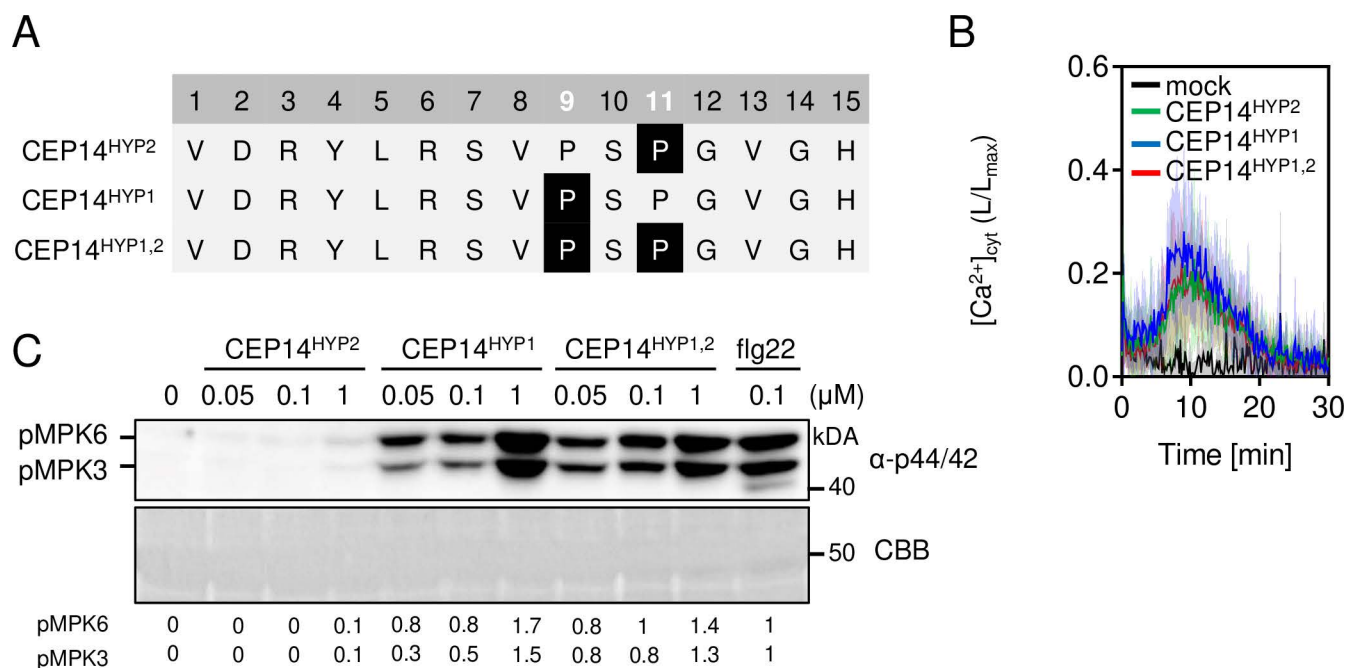 A
1 2 3 4 5 6 7 8 9 10 11 12 13 14 15
CEP14HYP2 V D R Y L R S V P S P G V G H
CEP14HYP1 V D R Y L R S V P S P G V G H
CEP14HYP1,2 V D R Y L R S V P S P G V G H
B
0.6
0.4
0.2
0.0
[Ca2+]cyt (L/Lmax)
mock
CEP14HYP2
CEP14HYP1
CEP14HYP1,2
0 10 20 30
Time [min]
C
CEP14HYP2 CEP14HYP1 CEP14HYP1,2 flg22
0 0.05 0.1 1 0.05 0.1 1 0.05 0.1 1 0.1 (μM)
pMPK6
pMPK3
kDA
40
α-p44/42
50
CBB
pMPK6 0 0 0 0.1 0.8 0.8 1.7 0.8 1 1.4 1
pMPK3 0 0 0 0.1 0.3 0.5 1.5 0.8 0.8 1.3 1